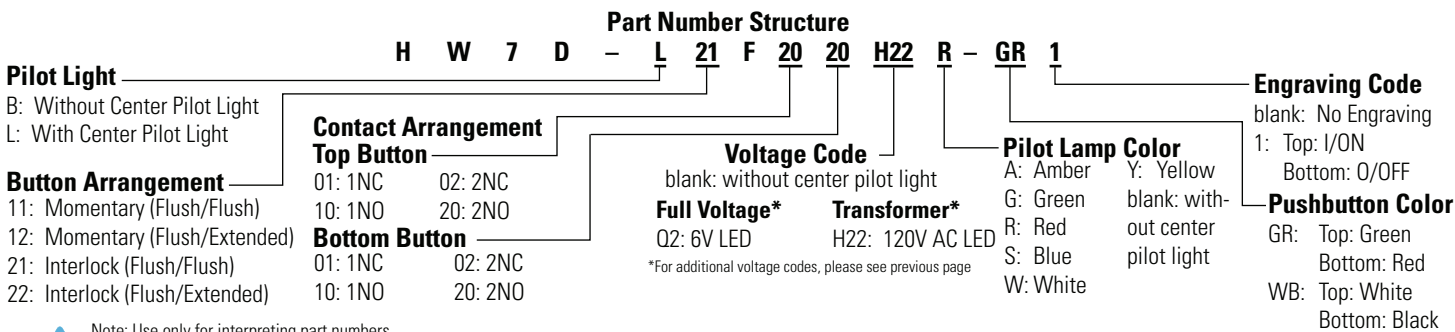 Part Number Structure
H W 7 D – L 21 F 20 20 H22 R – GR 1
Pilot Light
B: Without Center Pilot Light
L: With Center Pilot Light
Button Arrangement
11: Momentary (Flush/Flush)
12: Momentary (Flush/Extended)
21: Interlock (Flush/Flush)
22: Interlock (Flush/Extended)
Contact Arrangement
Top Button
01: 1NC 02: 2NC
10: 1NO 20: 2NO
Bottom Button
01: 1NC 02: 2NC
10: 1NO 20: 2NO
Voltage Code
blank: without center pilot light
Full Voltage* Transformer*
Q2: 6V LED H22: 120V AC LED
*For additional voltage codes, please see previous page
Pilot Lamp Color
A: Amber Y: Yellow
G: Green blank: with-
R: Red out center
S: Blue pilot light
W: White
Engraving Code
blank: No Engraving
1: Top: I/ON
Bottom: O/OFF
Pushbutton Color
GR: Top: Green
Bottom: Red
WB: Top: White
Bottom: Black
Note: Use only for interpreting part numbers